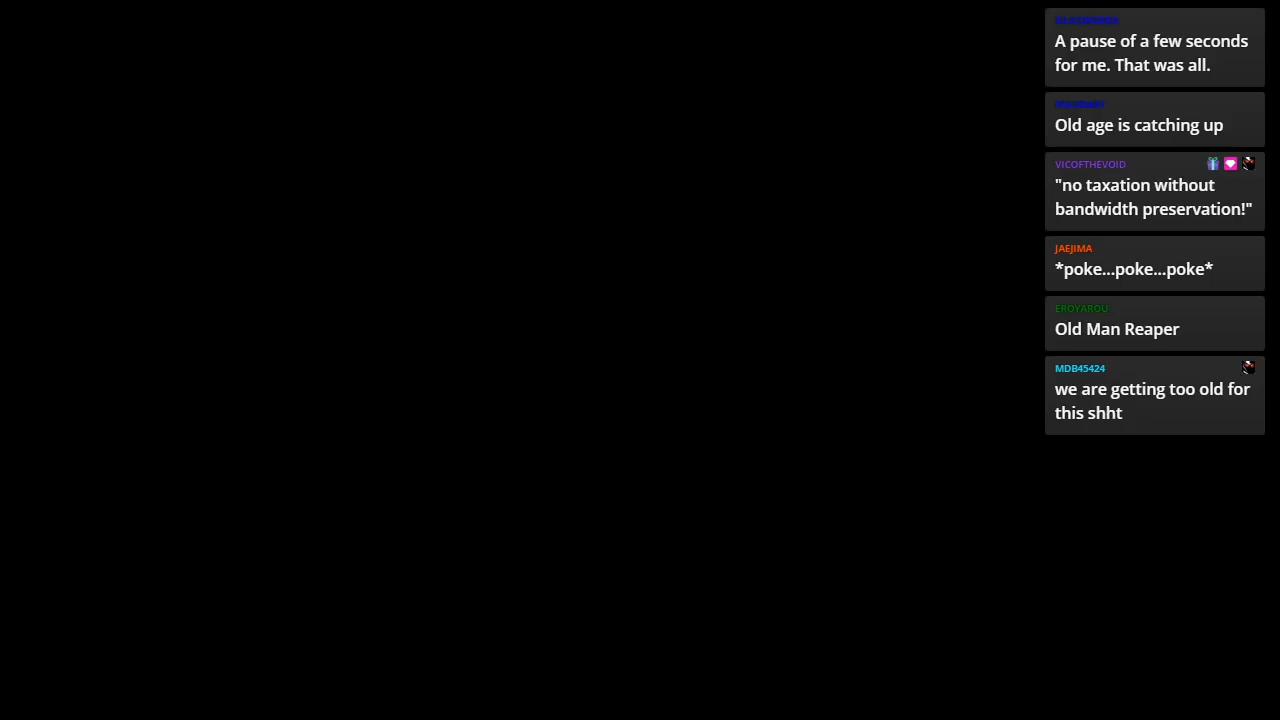 A pause of a few seconds
for me. That was all.
Old age is catching up
VICOFTHEVOID
"no taxation without
bandwidth preservation!"
JAEJIMA
*poke...poke...poke*
EROYAROU
Old Man Reaper
MDB45424
we are getting too old for
this shht